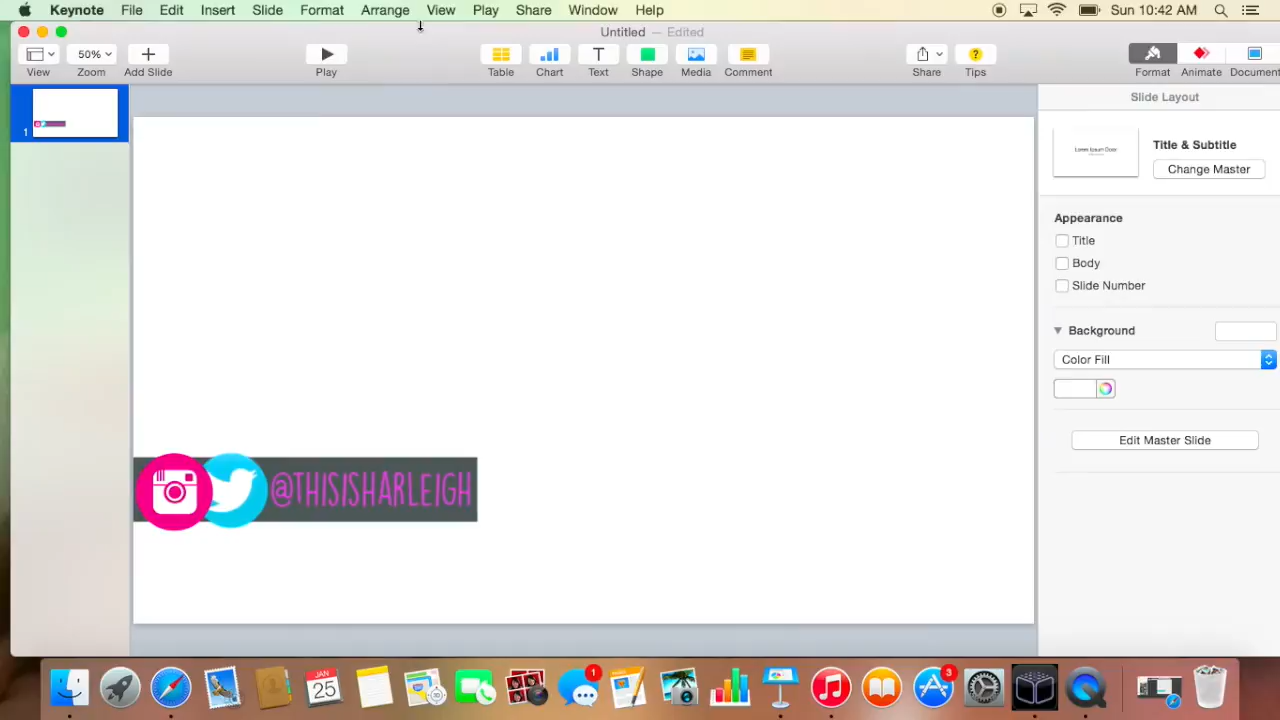 Keynote File Edit Insert Slide Format Arrange View Play Share Window Help Sun 10:42 AM
Untitled — Edited
50%
View Zoom Add Slide Play Table Chart Text Shape Media Comment Share Tips Format Animate Document
1
Slide Layout
Title & Subtitle
Change Master
Appearance
Title
Body
Slide Number
Background
Color Fill
Edit Master Slide
@THISISHARLEIGH
JAN
25
1
3